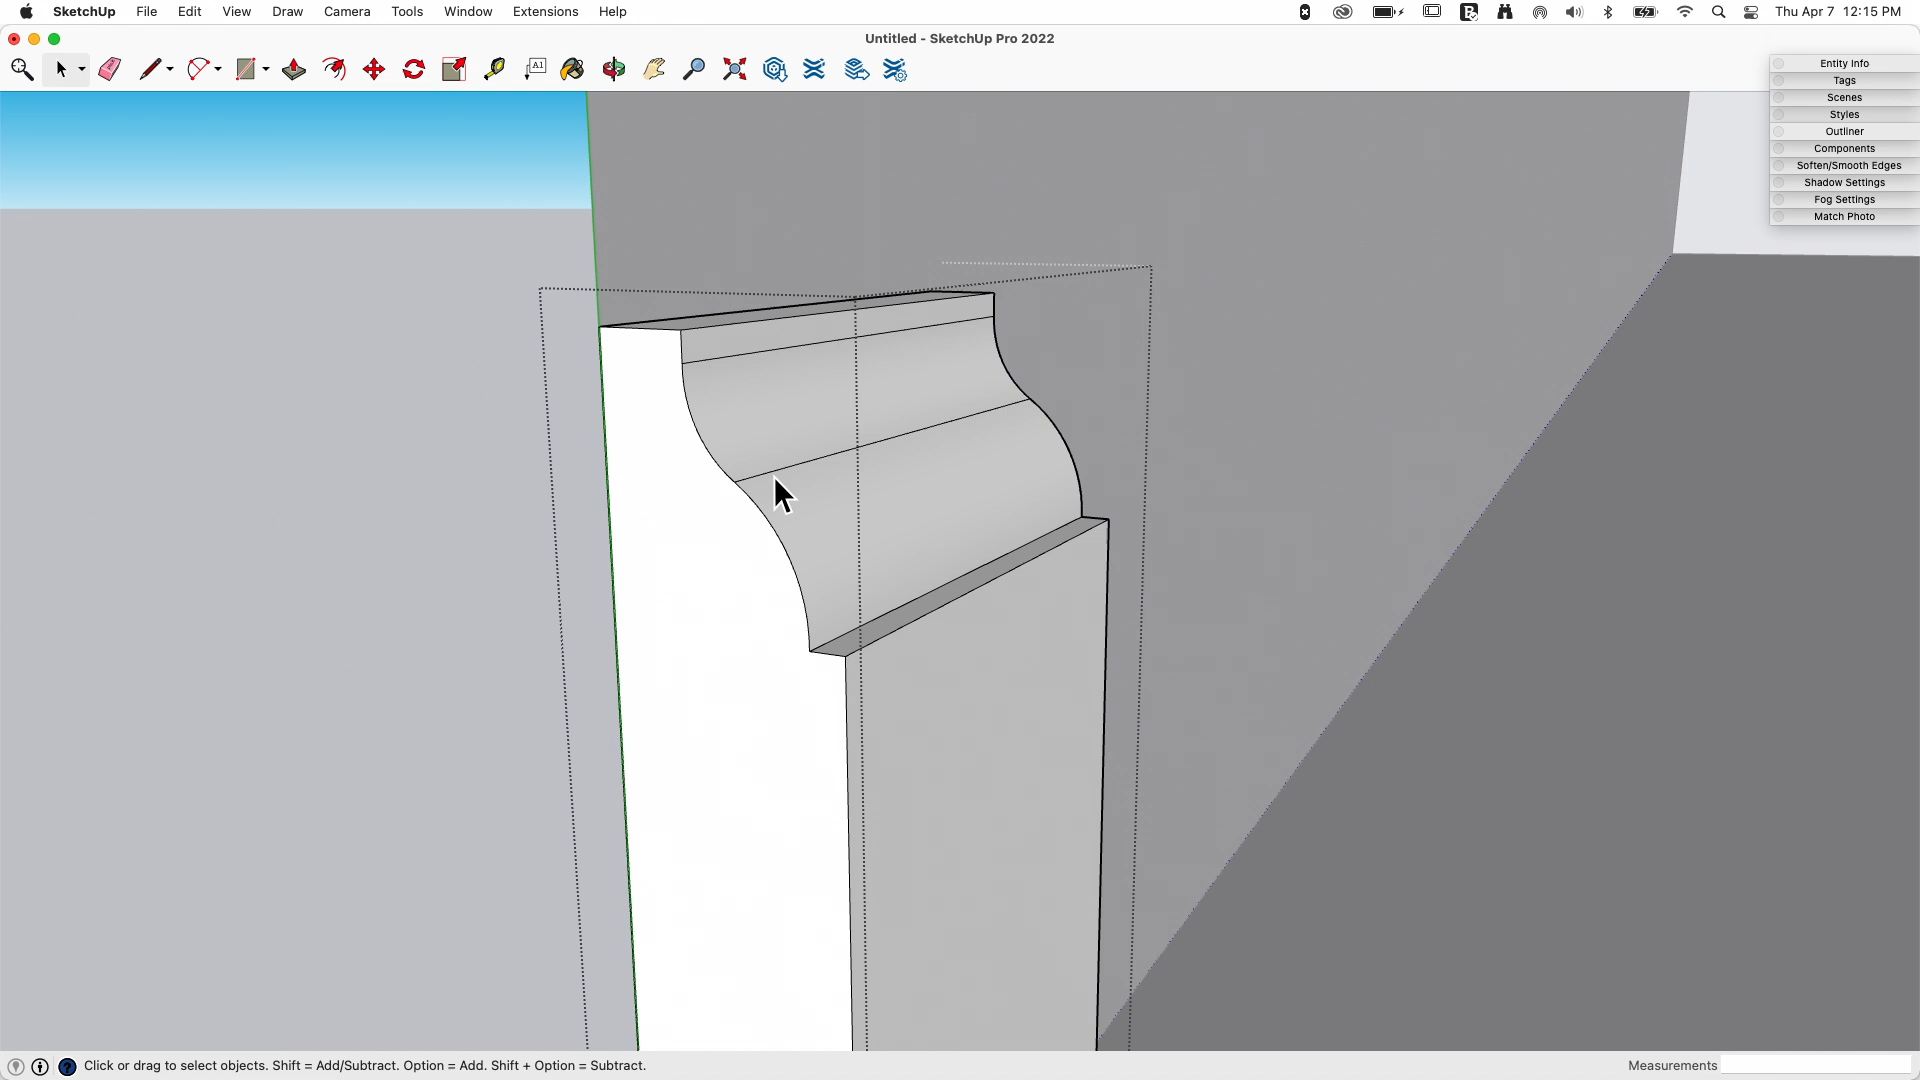 SketchUp File Edit View Draw Camera Tools Window Extensions Help Thu Apr 7 12:15 PM
Untitled - SketchUp Pro 2022
A1
Entity Info
Tags
Scenes
Styles
Outliner
Components
Soften/Smooth Edges
Shadow Settings
Fog Settings
Match Photo
Click or drag to select objects. Shift = Add/Subtract. Option = Add. Shift + Option = Subtract. Measurements